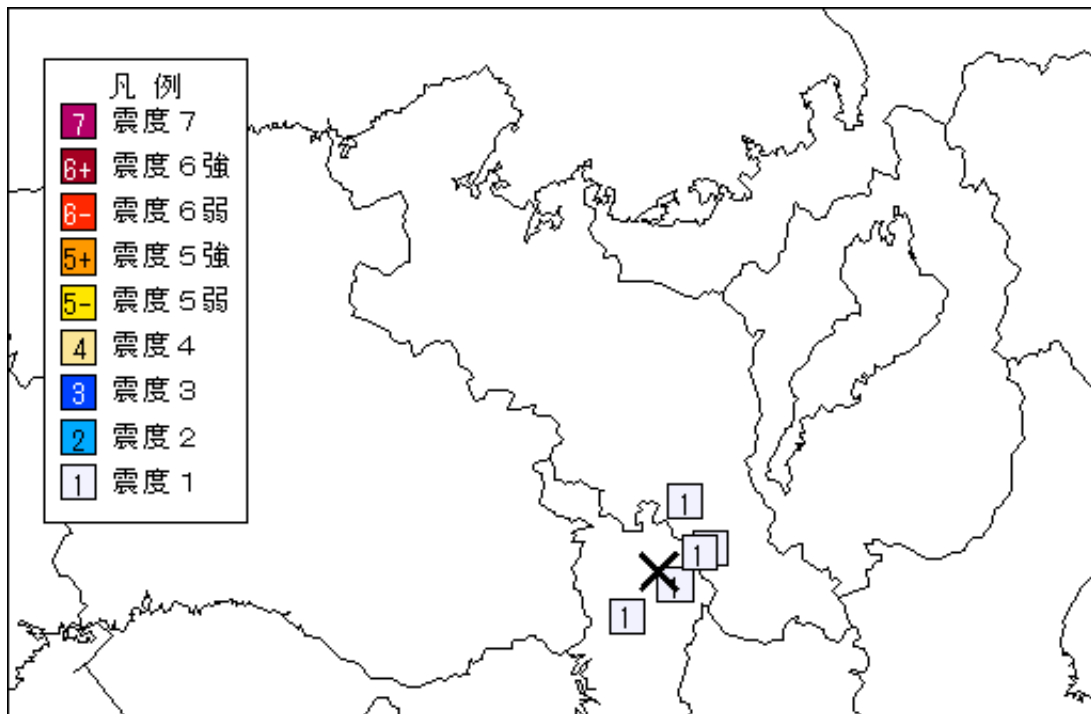 凡例
7 震度7
6+ 震度6強
6- 震度6弱
5+ 震度5強
5- 震度5弱
4 震度4
3 震度3
2 震度2
1 震度1
1
1
1
1